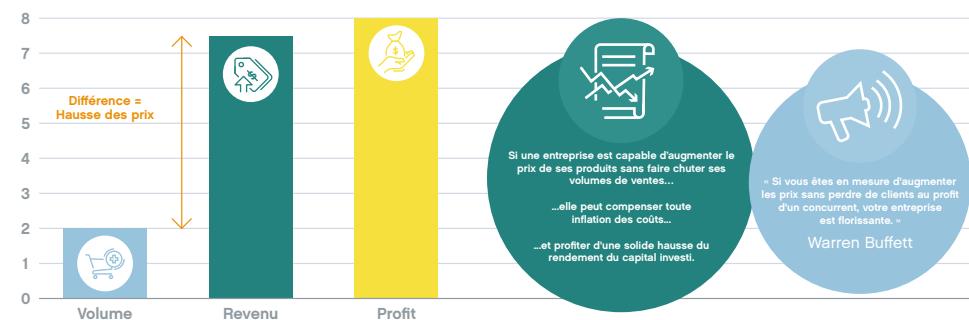 8
7
6
5
4
3
2
1
0
Différence =
Hausse des prix
$
$
Volume
Revenu
Profit
Si une entreprise est capable d'augmenter le
prix de ses produits sans faire chuter ses
volumes de ventes...
...elle peut compenser toute
inflation des coûts...
...et profiter d'une solide hausse du
rendement du capital investi.
« Si vous êtes en mesure d'augmenter
les prix sans perdre de clients au profit
d'un concurrent, votre entreprise
est florissante. »
Warren Buffett